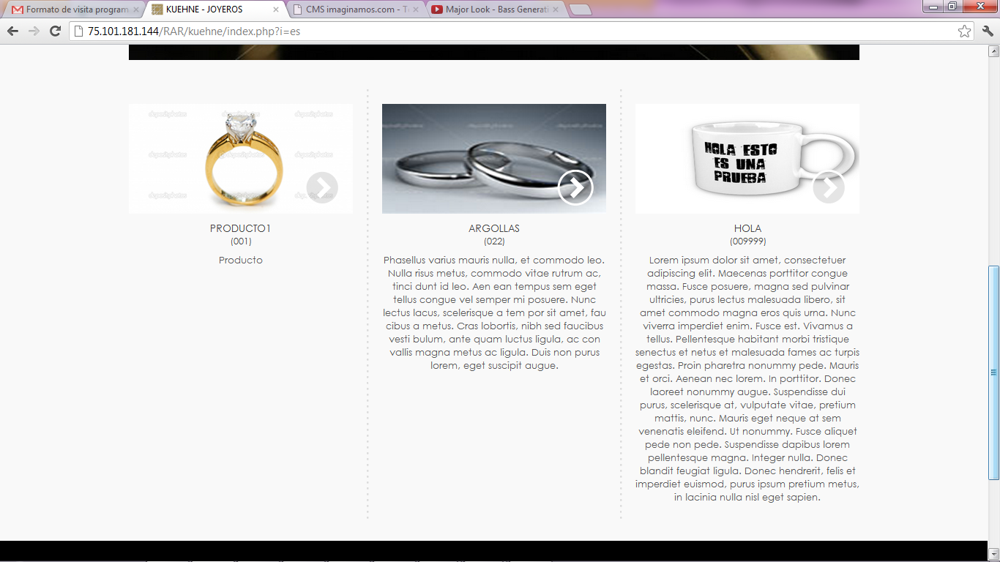 Formato de visita program
KUEHNE - JOYEROS
CMS imaginamos.com - T
Major Look - Bass Generati
75.101.181.144/RAR/kuehne/index.php?i=es
depositphotos depositphotos depositphotos
depositphotos depositphotos depositphotos
depositphotos depositphotos depositphotos
HOLA ESTO
ES UNA
PRUEBA
PRODUCTO1
(001)
Producto
ARGOLLAS
(022)
Phasellus varius mauris nulla, et commodo leo.
Nulla risus metus, commodo vitae rutrum ac,
tinci dunt id leo. Aen ean tempus sem eget
tellus congue vel semper mi posuere. Nunc
lectus lacus, scelerisque a tem por sit amet, fau
cibus a metus. Cras lobortis, nibh sed faucibus
vesti bulum, ante quam luctus ligula, ac con
vallis magna metus ac ligula. Duis non purus
lorem, eget suscipit augue.
HOLA
(009999)
Lorem ipsum dolor sit amet, consectetuer
adipiscing elit. Maecenas porttitor congue
massa. Fusce posuere, magna sed pulvinar
ultricies, purus lectus malesuada libero, sit
amet commodo magna eros quis urna. Nunc
viverra imperdiet enim. Fusce est. Vivamus a
tellus. Pellentesque habitant morbi tristique
senectus et netus et malesuada fames ac turpis
egestas. Proin pharetra nonummy pede. Mauris
et orci. Aenean nec lorem. In porttitor. Donec
laoreet nonummy augue. Suspendisse dui
purus, scelerisque at, vulputate vitae, pretium
mattis, nunc. Mauris eget neque at sem
venenatis eleifend. Ut nonummy. Fusce aliquet
pede non pede. Suspendisse dapibus lorem
pellentesque magna. Integer nulla. Donec
blandit feugiat ligula. Donec hendrerit, felis et
imperdiet euismod, purus ipsum pretium metus,
in lacinia nulla nisl eget sapien.